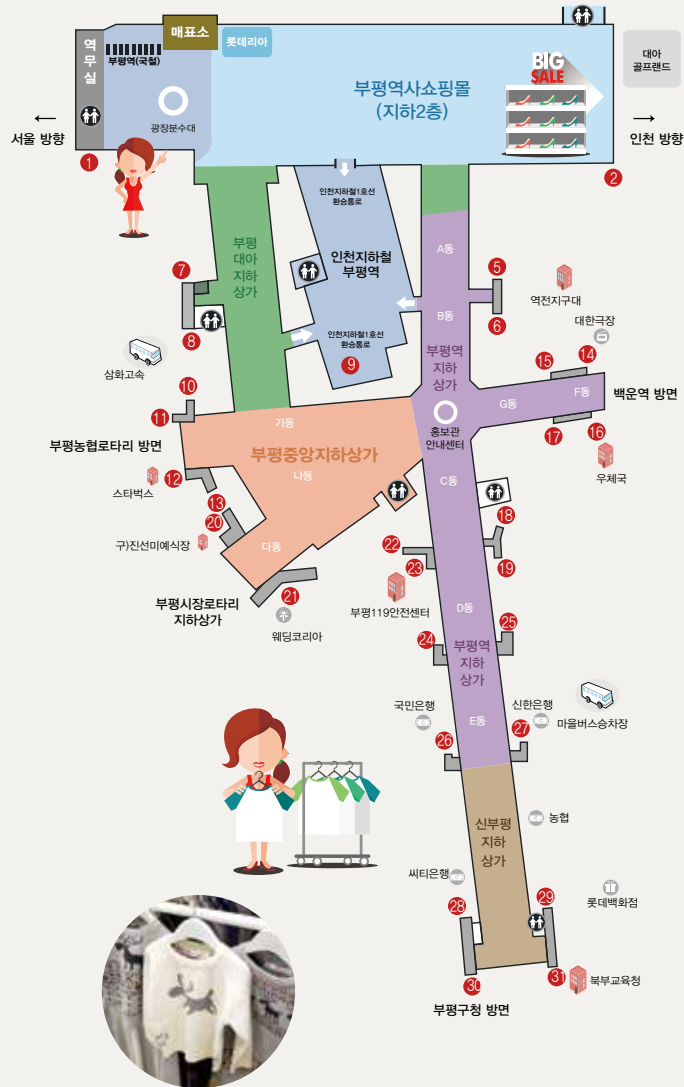 매표소
역
무
실
부평역(국철)
롯데리아
광장분수대
부평역사쇼핑몰
(지하2층)
BIG
SALE
대아
골프랜드
서울 방향
인천 방향
1
2
인천지하철1호선
환승통로
부평
대아
지하
상가
인천지하철
부평역
A동
7
5
역전지구대
B동
6
대한극장
8
인천지하철1호선
환승통로
9
부평역
지하
상가
삼화고속
15
14
10
F동
백운역 방면
11
G동
가동
홍보관
안내센터
17
16
부평농협로타리 방면
부평중앙지하상가
우체국
12
스타벅스
나동
C동
13
20
18
구)진선미예식장
다동
22
19
23
부평시장로타리
지하상가
21
부평119안전센터
D동
웨딩코리아
24
25
부평역
지하
상가
국민은행
신한은행
E동
27
마을버스승차장
26
신부평
지하
상가
농협
씨티은행
28
29
롯데백화점
30
31
북부교육청
부평구청 방면